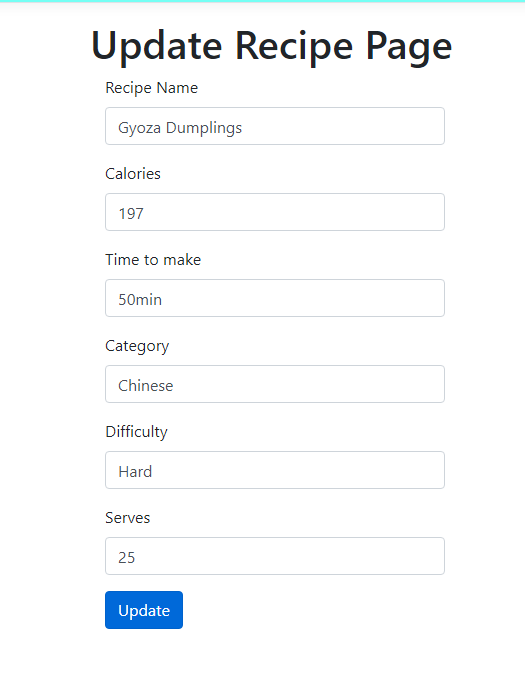 Update Recipe Page
Recipe Name
Gyoza Dumplings
Calories
197
Time to make
50min
Category
Chinese
Difficulty
Hard
Serves
25
Update